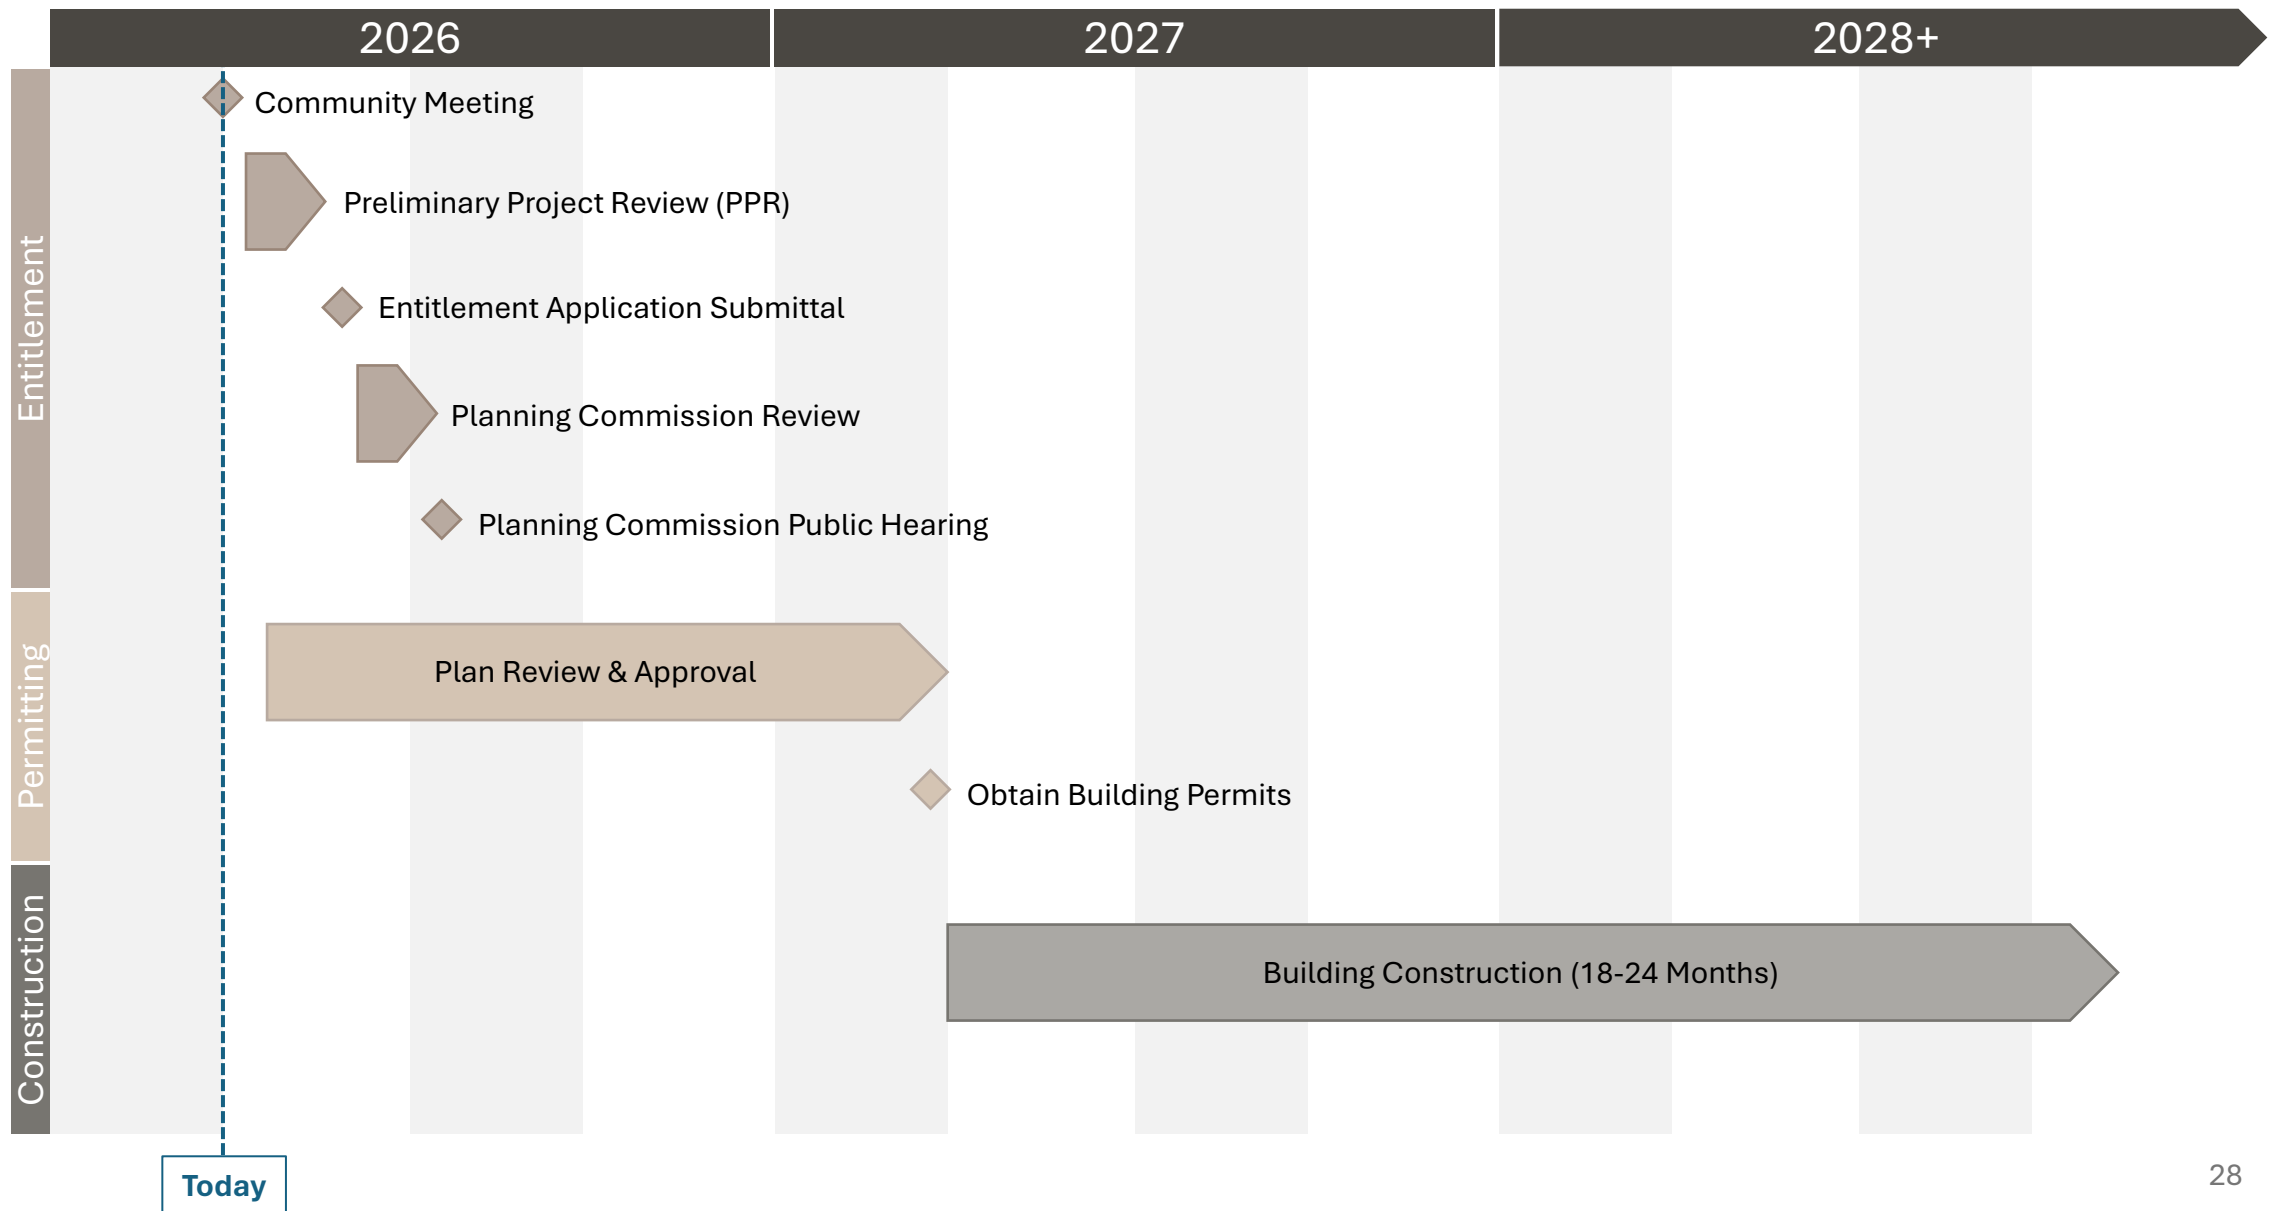 2026
2027
2028+
Entitlement
Community Meeting
Preliminary Project Review (PPR)
Entitlement Application Submittal
Planning Commission Review
Planning Commission Public Hearing
Permitting
Plan Review & Approval
Obtain Building Permits
Construction
Building Construction (18-24 Months)
Today
28